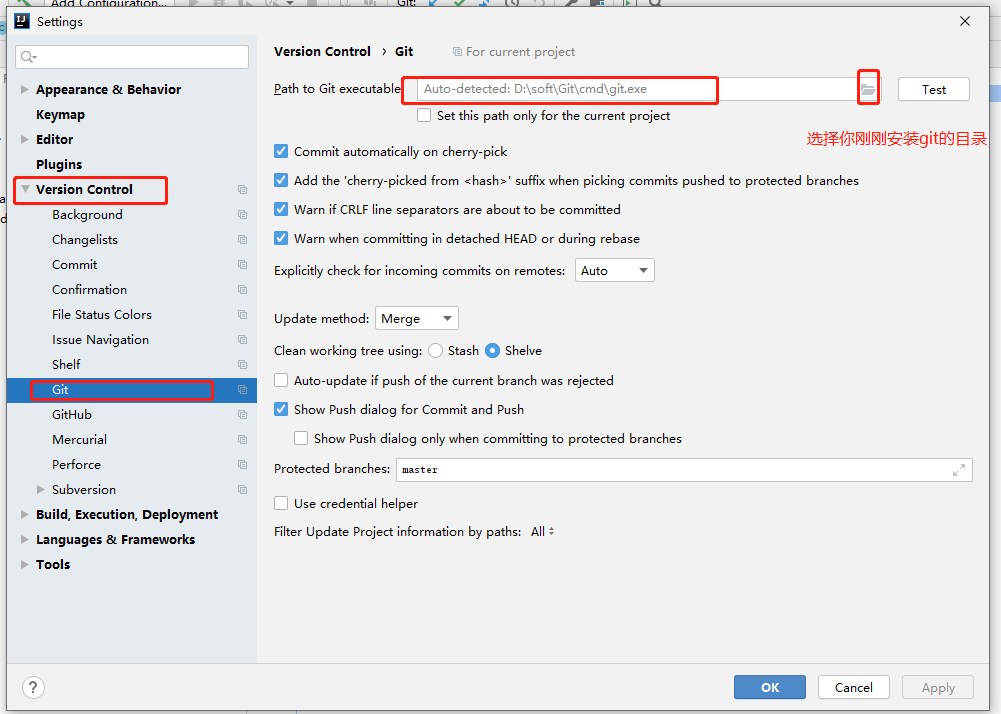 Add Configuration...
Git:
Settings
Version Control › Git
For current project
Appearance & Behavior
Keymap
Editor
Plugins
Version Control
Background
Changelists
Commit
Confirmation
File Status Colors
Issue Navigation
Shelf
Git
GitHub
Mercurial
Perforce
Subversion
Build, Execution, Deployment
Languages & Frameworks
Tools
Path to Git executable
Auto-detected: D:\soft\Git\cmd\git.exe
Test
Set this path only for the current project
选择你刚刚安装git的目录
Commit automatically on cherry-pick
Add the 'cherry-picked from <hash>' suffix when picking commits pushed to protected branches
Warn if CRLF line separators are about to be committed
Warn when committing in detached HEAD or during rebase
Explicitly check for incoming commits on remotes: Auto
Update method: Merge
Clean working tree using: Stash Shelve
Auto-update if push of the current branch was rejected
Show Push dialog for Commit and Push
Show Push dialog only when committing to protected branches
Protected branches: master
Use credential helper
Filter Update Project information by paths: All
?
OK
Cancel
Apply